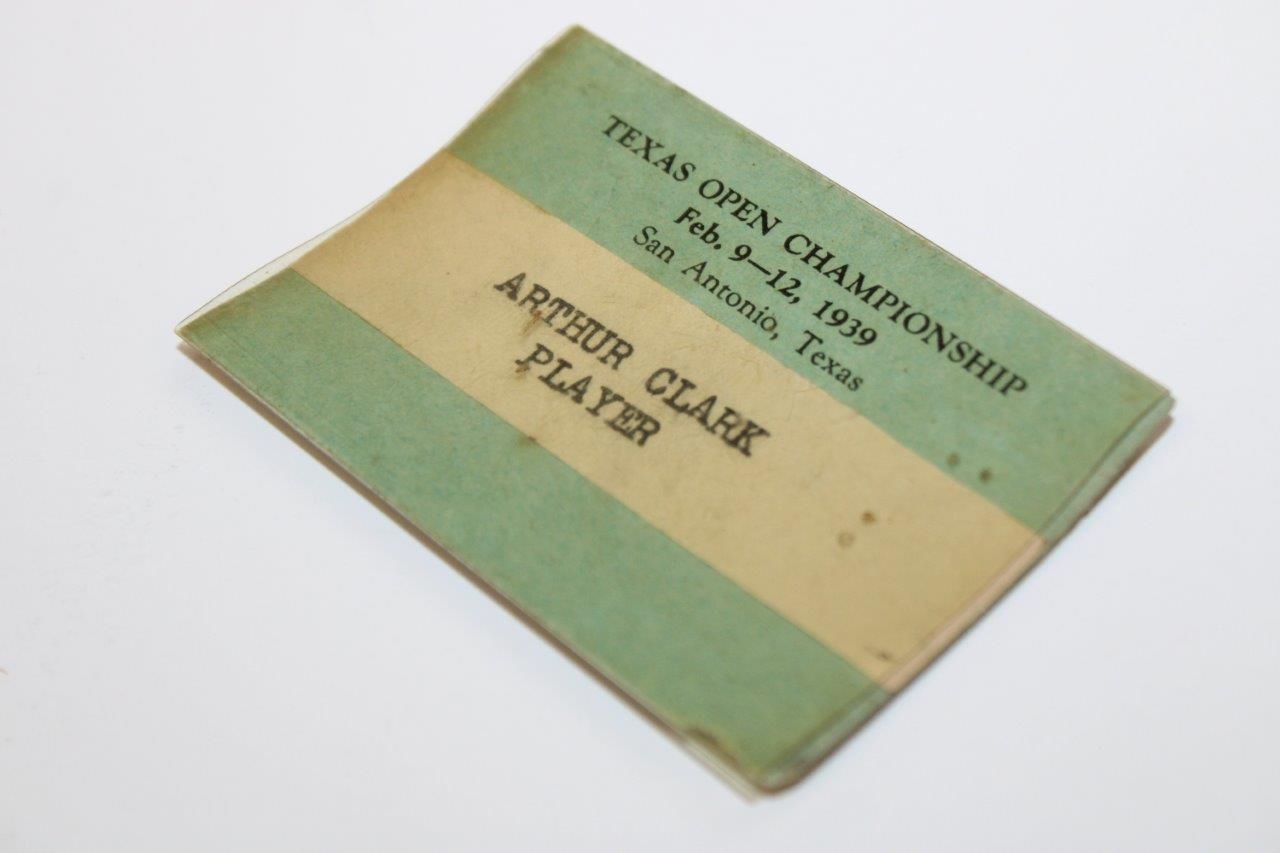 TEXAS OPEN CHAMPIONSHIP
Feb. 9—12, 1939
San Antonio, Texas
ARTHUR CLARK
PLAYER